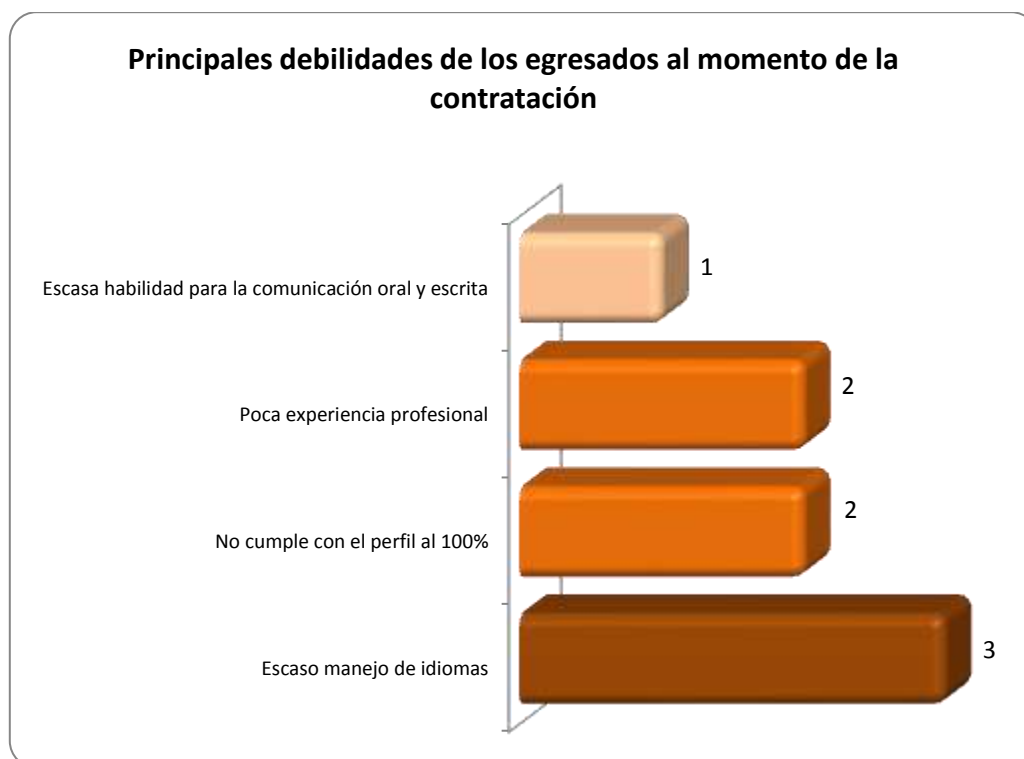 Principales debilidades de los egresados al momento de la
contratación
1
Escasa habilidad para la comunicación oral y escrita
2
Poca experiencia profesional
2
No cumple con el perfil al 100%
3
Escaso manejo de idiomas